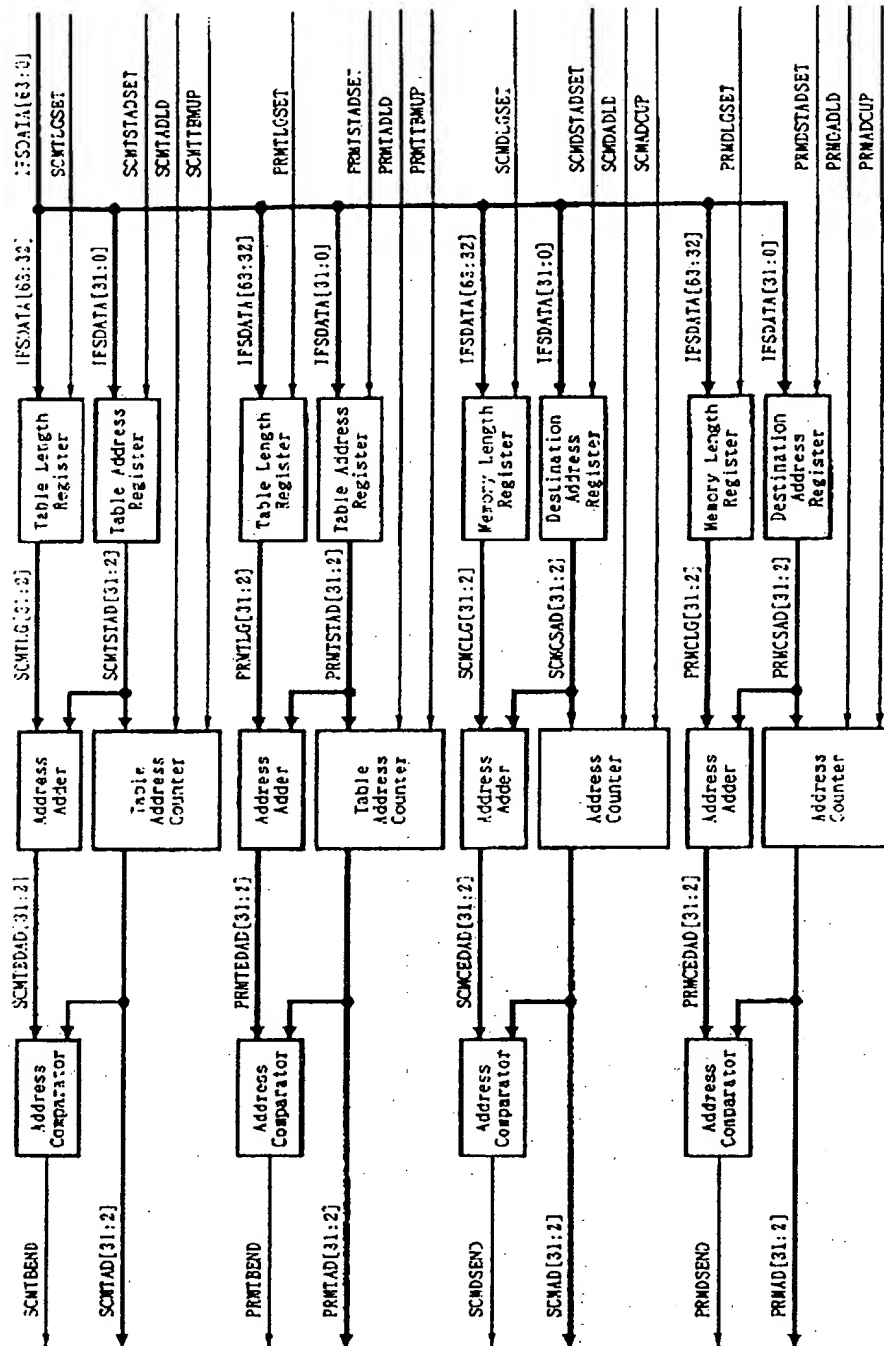 IFSDATA[63:0]
SCMTLGSET
SCMTSTADSET
SCMTADLD
SCMTTBMUP
PRMTLGSET
PRMTSTADSET
PRMTADLD
PRMTTBMUP
SCMDLGSET
SCMDSTADSET
SCMDADLD
SCMADCUP
PRMDLGSET
PRMDSTADSET
PRMDADLD
PRMADCUP
IFSDATA[63:32]
IFSDATA[31:0]
IFSDATA[63:32]
IFSDATA[31:0]
IFSDATA[63:32]
IFSDATA[31:0]
IFSDATA[63:32]
IFSDATA[31:0]
Table Length
Register
Table Address
Register
Table Length
Register
Table Address
Register
Memory Length
Register
Destination
Address
Register
Memory Length
Register
Destination
Address
Register
SCMTLG[31:2]
SCMTSTAD[31:2]
PRMTLG[31:2]
PRMTSTAD[31:2]
SCMCLG[31:2]
SCMCSAD[31:2]
PRMCLG[31:2]
PRMCSAD[31:2]
Address
Adder
Table
Address
Counter
Address
Adder
Table
Address
Counter
Address
Adder
Address
Counter
Address
Adder
Address
Counter
SCMTEDAD[31:2]
PRMTEDAD[31:2]
SCMCEDAD[31:2]
PRMCEDAD[31:2]
Address
Comparator
Address
Comparator
Address
Comparator
Address
Comparator
SCMTBEND
SCMTAD[31:2]
PRMTBEND
PRMTAD[31:2]
SCMDSEND
SCMAD[31:2]
PRMDSEND
PRMAD[31:2]